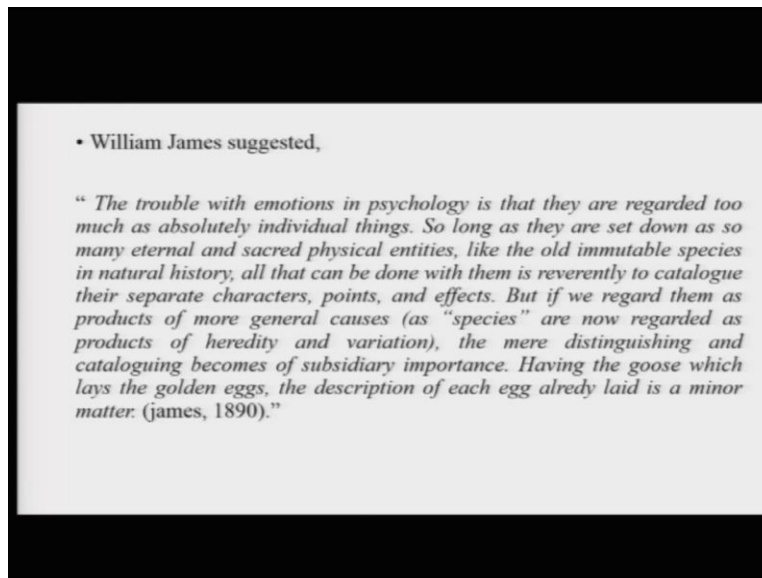 • William James suggested,
“ The trouble with emotions in psychology is that they are regarded too
much as absolutely individual things. So long as they are set down as so
many eternal and sacred physical entities, like the old immutable species
in natural history, all that can be done with them is reverently to catalogue
their separate characters, points, and effects. But if we regard them as
products of more general causes (as “species” are now regarded as
products of heredity and variation), the mere distinguishing and
cataloguing becomes of subsidiary importance. Having the goose which
lays the golden eggs, the description of each egg alredy laid is a minor
matter. (james, 1890).”